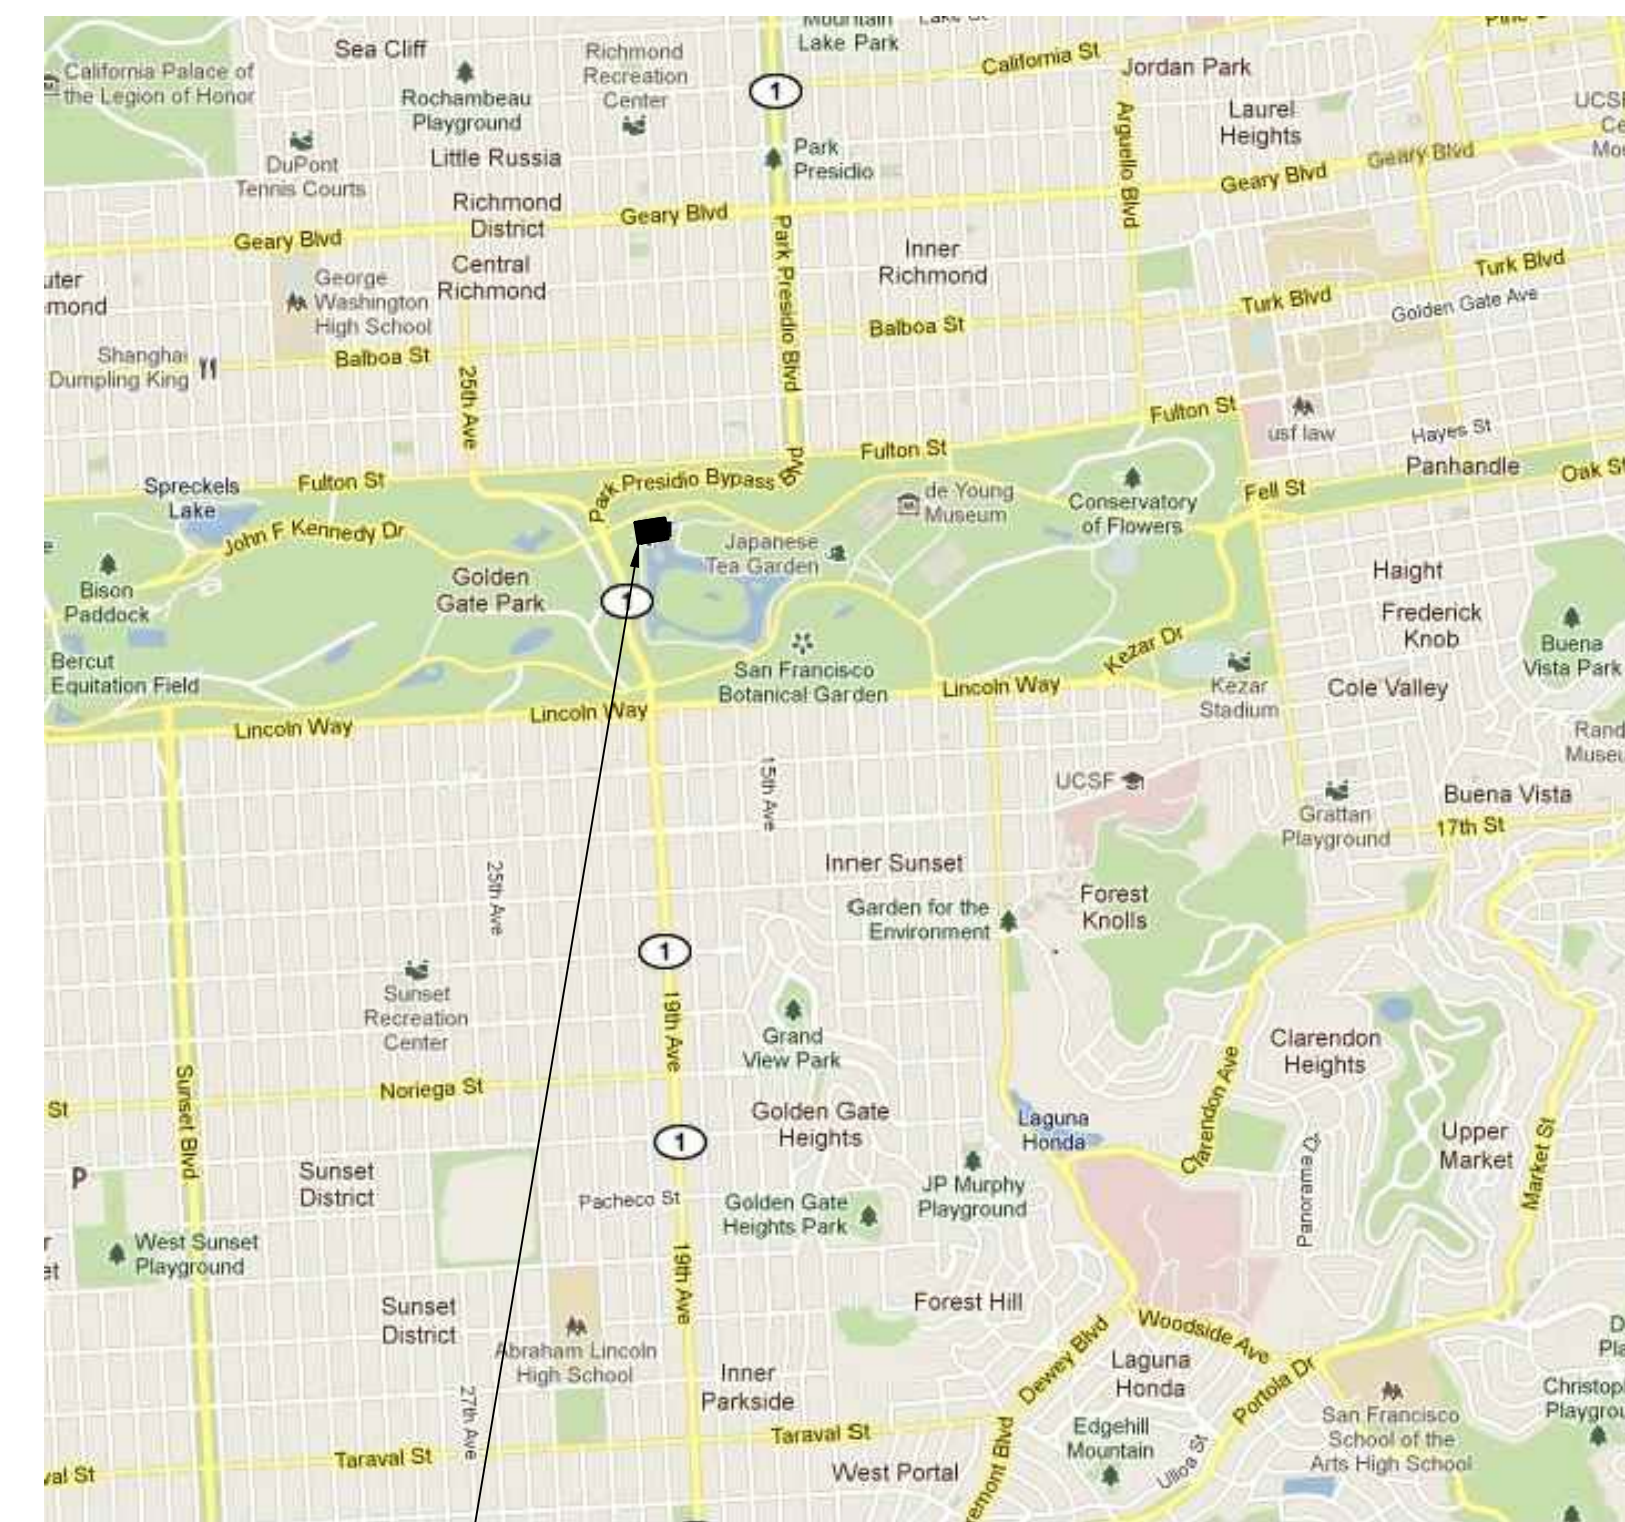 Mountain
Lake Park
Sea Cliff
Richmond
Recreation
Center
California St
Jordan Park
California Palace of
the Legion of Honor
Rochambeau
Playground
1
Arguello Blvd
Laurel
Heights
DuPont
Tennis Courts
Little Russia
Park
Presidio
Geary Blvd
Geary Blvd
Richmond
District
Geary Blvd
Geary Blvd
Park Presidio Blvd
Inner
Richmond
Central
Richmond
George
Washington
High School
Turk Blvd
Turk Blvd
Golden Gate Ave
Balboa St
Balboa St
Shanghai
Dumpling King
25th Ave
Fulton St
usf law
Hayes St
Panhandle
Oak St
Fulton St
Fulton St
Park Presidio Bypass
Blvd
Spreckels
Lake
Fell St
de Young
Museum
Conservatory
of Flowers
John F Kennedy Dr
Japanese
Tea Garden
Bison
Paddock
Golden
Gate Park
1
Haight
Frederick
Knob
Buena
Vista Park
Kezar Dr
Bercut
Equitation Field
San Francisco
Botanical Garden
Lincoln Way
Kezar
Stadium
Cole Valley
Lincoln Way
Lincoln Way
15th Ave
UCSF
Grattan
Playground
Buena Vista
17th St
25th Ave
Inner Sunset
Forest
Knolls
Garden for the
Environment
1
Sunset
Recreation
Center
19th Ave
Grand
View Park
Clarendon
Heights
Clarendon Ave
Sunset Blvd
Noriega St
St
Golden Gate
Heights
Laguna
Honda
Upper
Market
Market St
1
P
Sunset
District
Pacheco St
Golden Gate
Heights Park
JP Murphy
Playground
Panorama
West Sunset
Playground
19th Ave
Sunset
District
Forest Hill
Woodside Ave
Dewey Blvd
Abraham Lincoln
High School
Inner
Parkside
Laguna
Honda
Portola Dr
27th Ave
San Francisco
School of the
Arts High School
Edgehill
Mountain
Taraval St
Taraval St
West Portal
Ulloa St